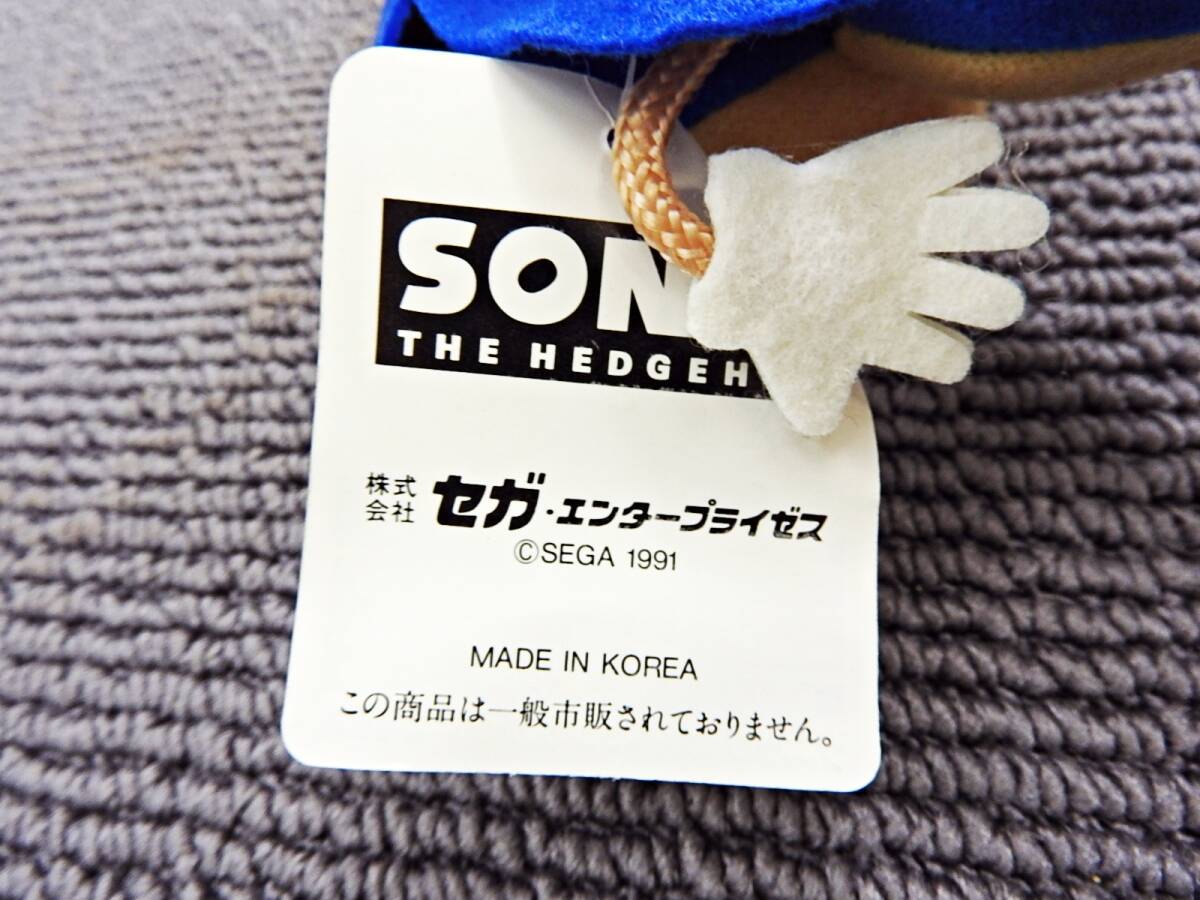 SON
THE HEDGEH
株式会社 セガ・エンタープライゼス
©SEGA 1991
MADE IN KOREA
この商品は一般市販されておりません。